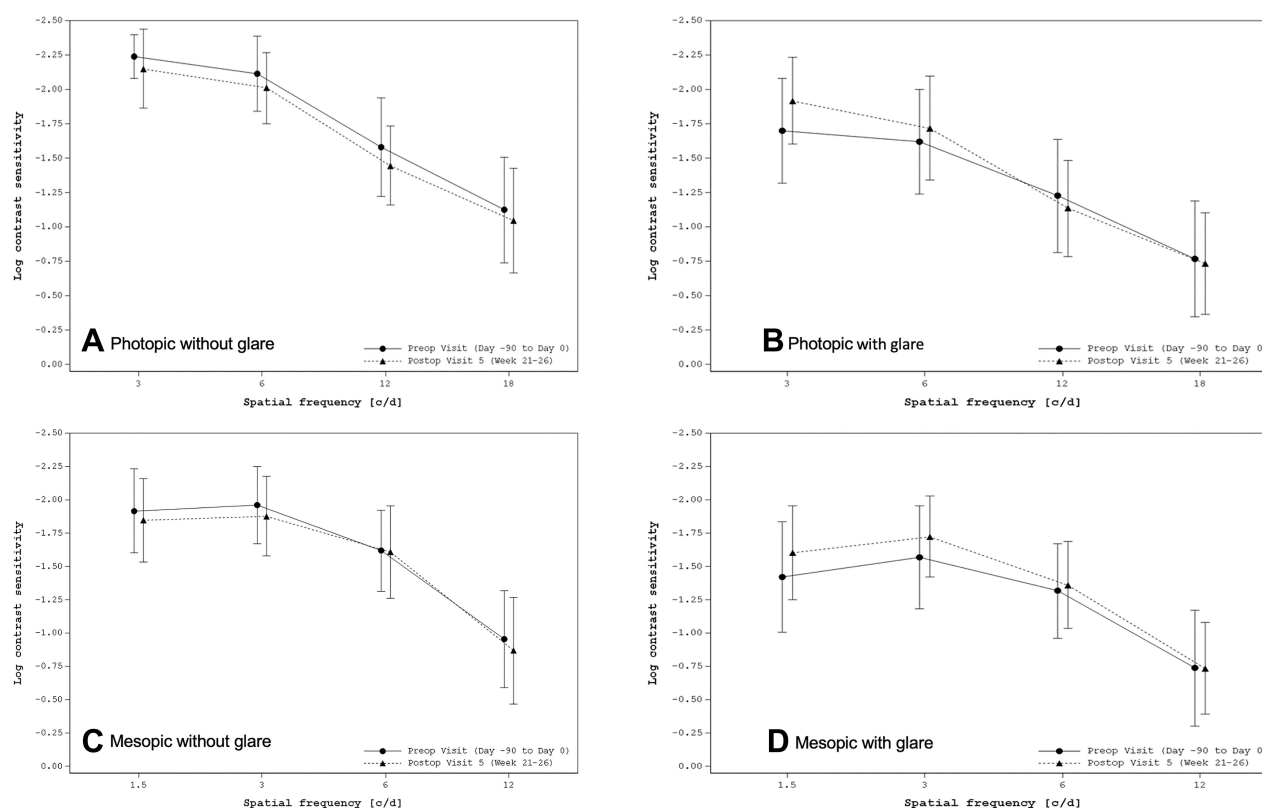 -2.50
-2.25
-2.00
-1.75
-1.50
-1.25
-1.00
-0.75
-0.50
-0.25
0.00
Log contrast sensitivity
A Photopic without glare
Preop Visit (Day -90 to Day 0)
Postop Visit 5 (Week 21-26)
3 6 12 18
Spatial frequency [c/d]
-2.50
-2.25
-2.00
-1.75
-1.50
-1.25
-1.00
-0.75
-0.50
-0.25
0.00
Log contrast sensitivity
B Photopic with glare
Preop Visit (Day -90 to Day 0
Postop Visit 5 (Week 21-26)
3 6 12 18
Spatial frequency [c/d]
-2.50
-2.25
-2.00
-1.75
-1.50
-1.25
-1.00
-0.75
-0.50
-0.25
0.00
Log contrast sensitivity
C Mesopic without glare
Preop Visit (Day -90 to Day 0)
Postop Visit 5 (Week 21-26)
1.5 3 6 12
Spatial frequency [c/d]
-2.50
-2.25
-2.00
-1.75
-1.50
-1.25
-1.00
-0.75
-0.50
-0.25
0.00
Log contrast sensitivity
D Mesopic with glare
Preop Visit (Day -90 to Day 0
Postop Visit 5 (Week 21-26)
1.5 3 6 12
Spatial frequency [c/d]